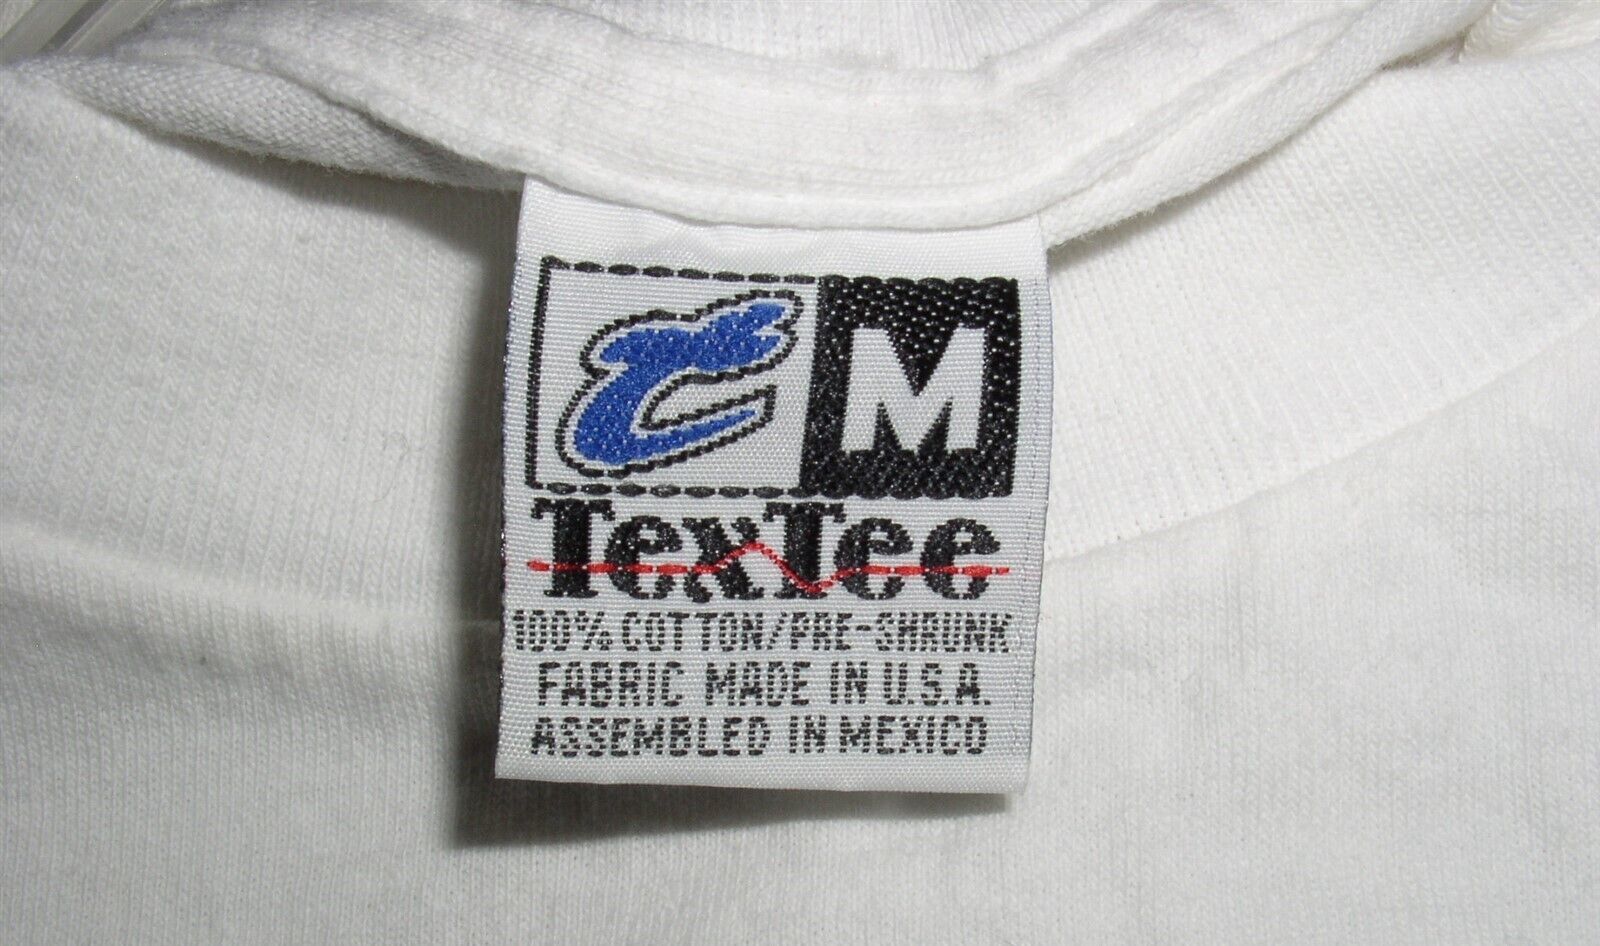 M
TexTee
100% COTTON/PRE-SHRUNK
FABRIC MADE IN U.S.A.
ASSEMBLED IN MEXICO